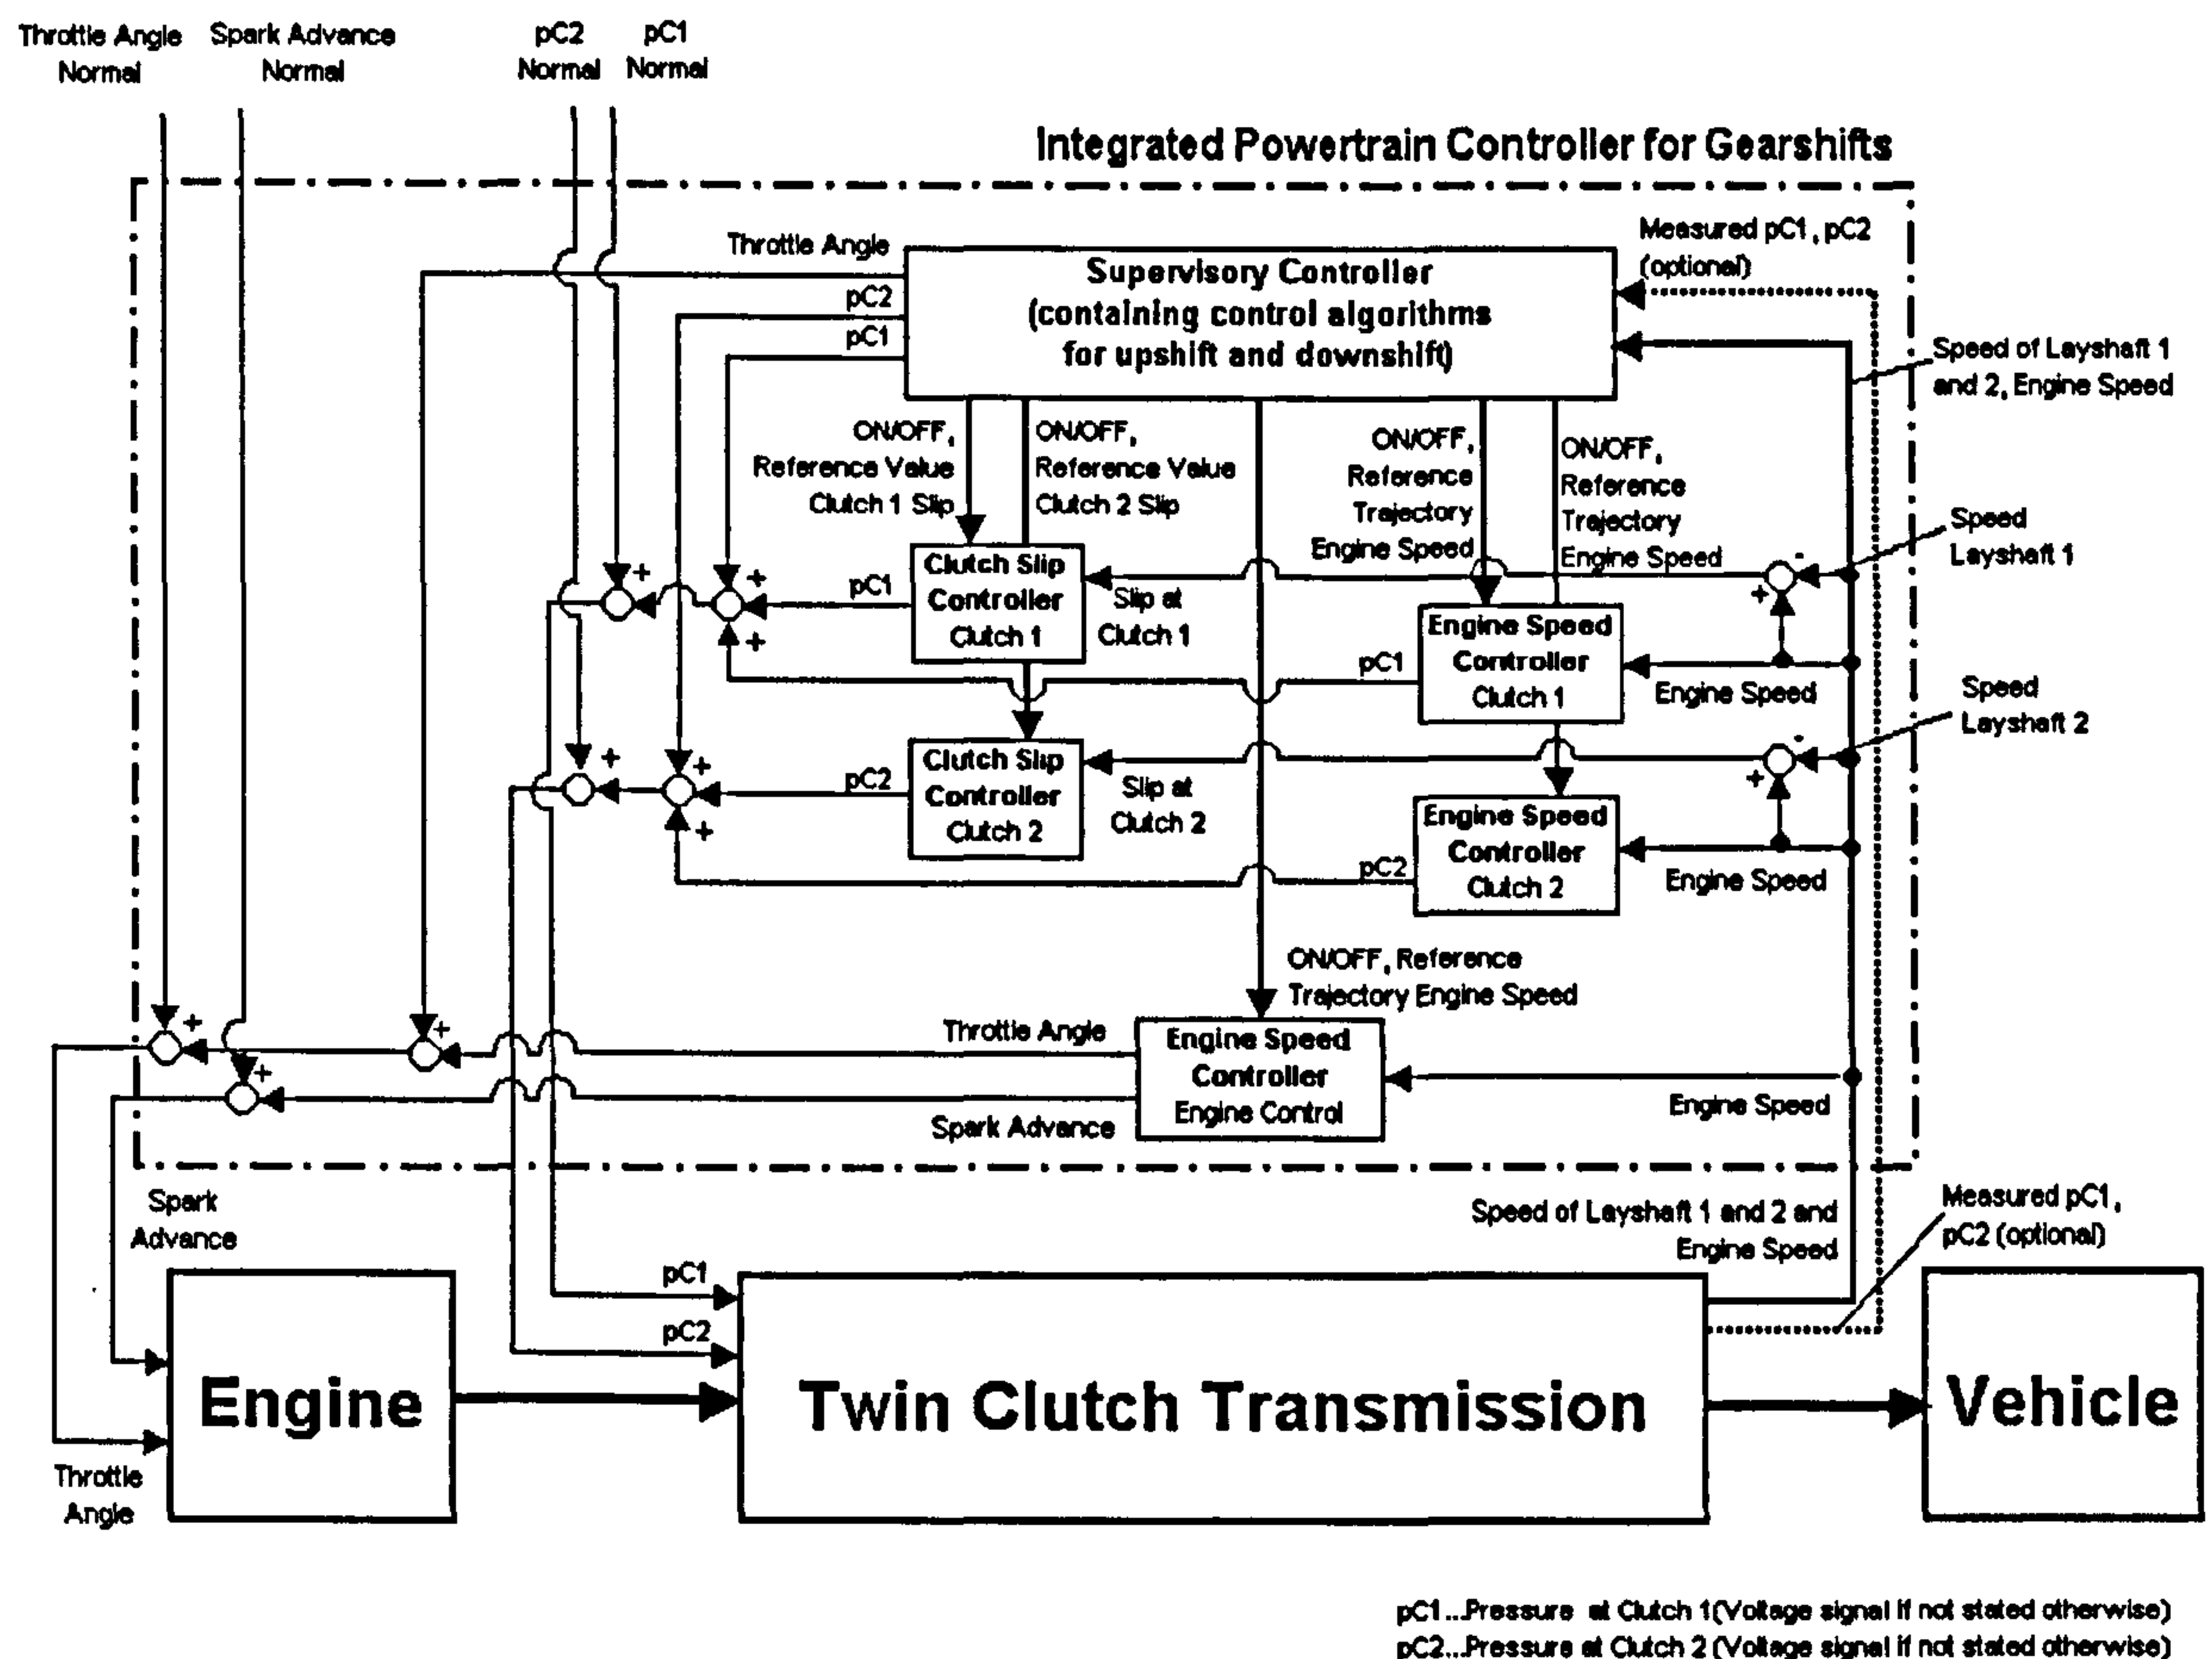 Throttle Angle
Normal
Spark Advance
Normal
pC2
Normal
pC1
Normal
Integrated Powertrain Controller for Gearshifts
Throttle Angle
pC2
pC1
Supervisory Controller
(containing control algorithms
for upshift and downshift)
Measured pC1, pC2
(optional)
Speed of Layshaft 1
and 2, Engine Speed
ON/OFF,
Reference Value
Clutch 1 Slip
ON/OFF,
Reference Value
Clutch 2 Slip
ON/OFF,
Reference
Trajectory
Engine Speed
ON/OFF,
Reference
Trajectory
Engine Speed
Speed
Layshaft 1
-
+
+
+
+
pC1
Clutch Slip
Controller
Clutch 1
Slip at
Clutch 1
pC1
Engine Speed
Controller
Clutch 1
Engine Speed
Speed
Layshaft 2
-
+
+
+
+
pC2
Clutch Slip
Controller
Clutch 2
Slip at
Clutch 2
pC2
Engine Speed
Controller
Clutch 2
Engine Speed
ON/OFF, Reference
Trajectory Engine Speed
+
+
+
Throttle Angle
Spark Advance
Engine Speed
Controller
Engine Control
Engine Speed
Spark
Advance
Speed of Layshaft 1 and 2 and
Engine Speed
Measured pC1,
pC2 (optional)
pC1
pC2
Engine
Twin Clutch Transmission
Vehicle
Throttle
Angle
pC1...Pressure at Clutch 1(Voltage signal if not stated otherwise)
pC2...Pressure at Clutch 2 (Voltage signal if not stated otherwise)